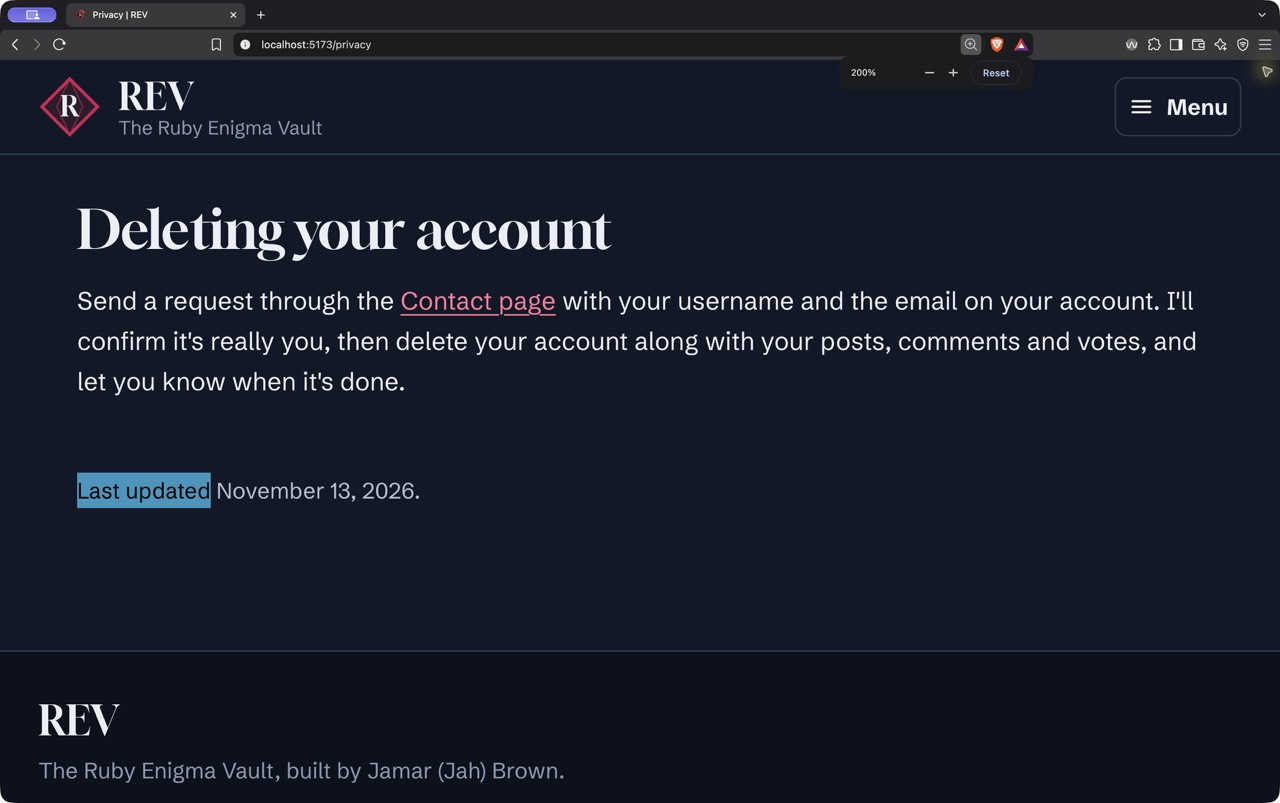 Privacy | REV
localhost:5173/privacy
200%
Reset
R
REV
The Ruby Enigma Vault
Menu
Deleting your account
Send a request through the Contact page with your username and the email on your account. I'll
confirm it's really you, then delete your account along with your posts, comments and votes, and
let you know when it's done.
Last updated November 13, 2026.
REV
The Ruby Enigma Vault, built by Jamar (Jah) Brown.